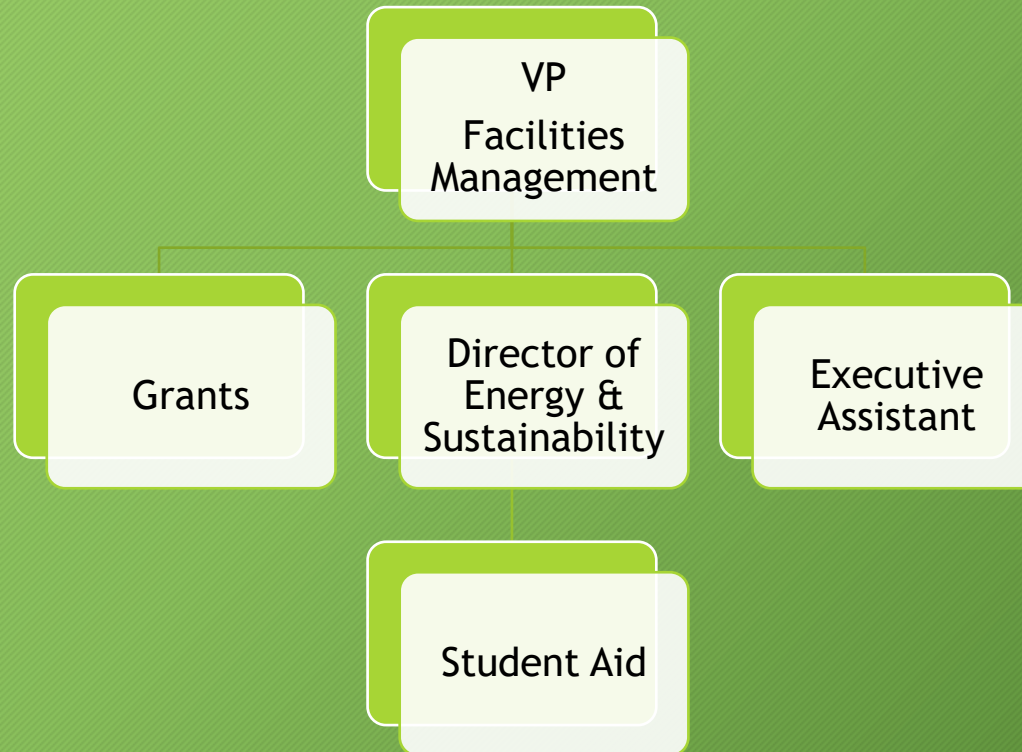 VP
Facilities
Management
Grants
Director of
Energy &
Sustainability
Executive
Assistant
Student Aid